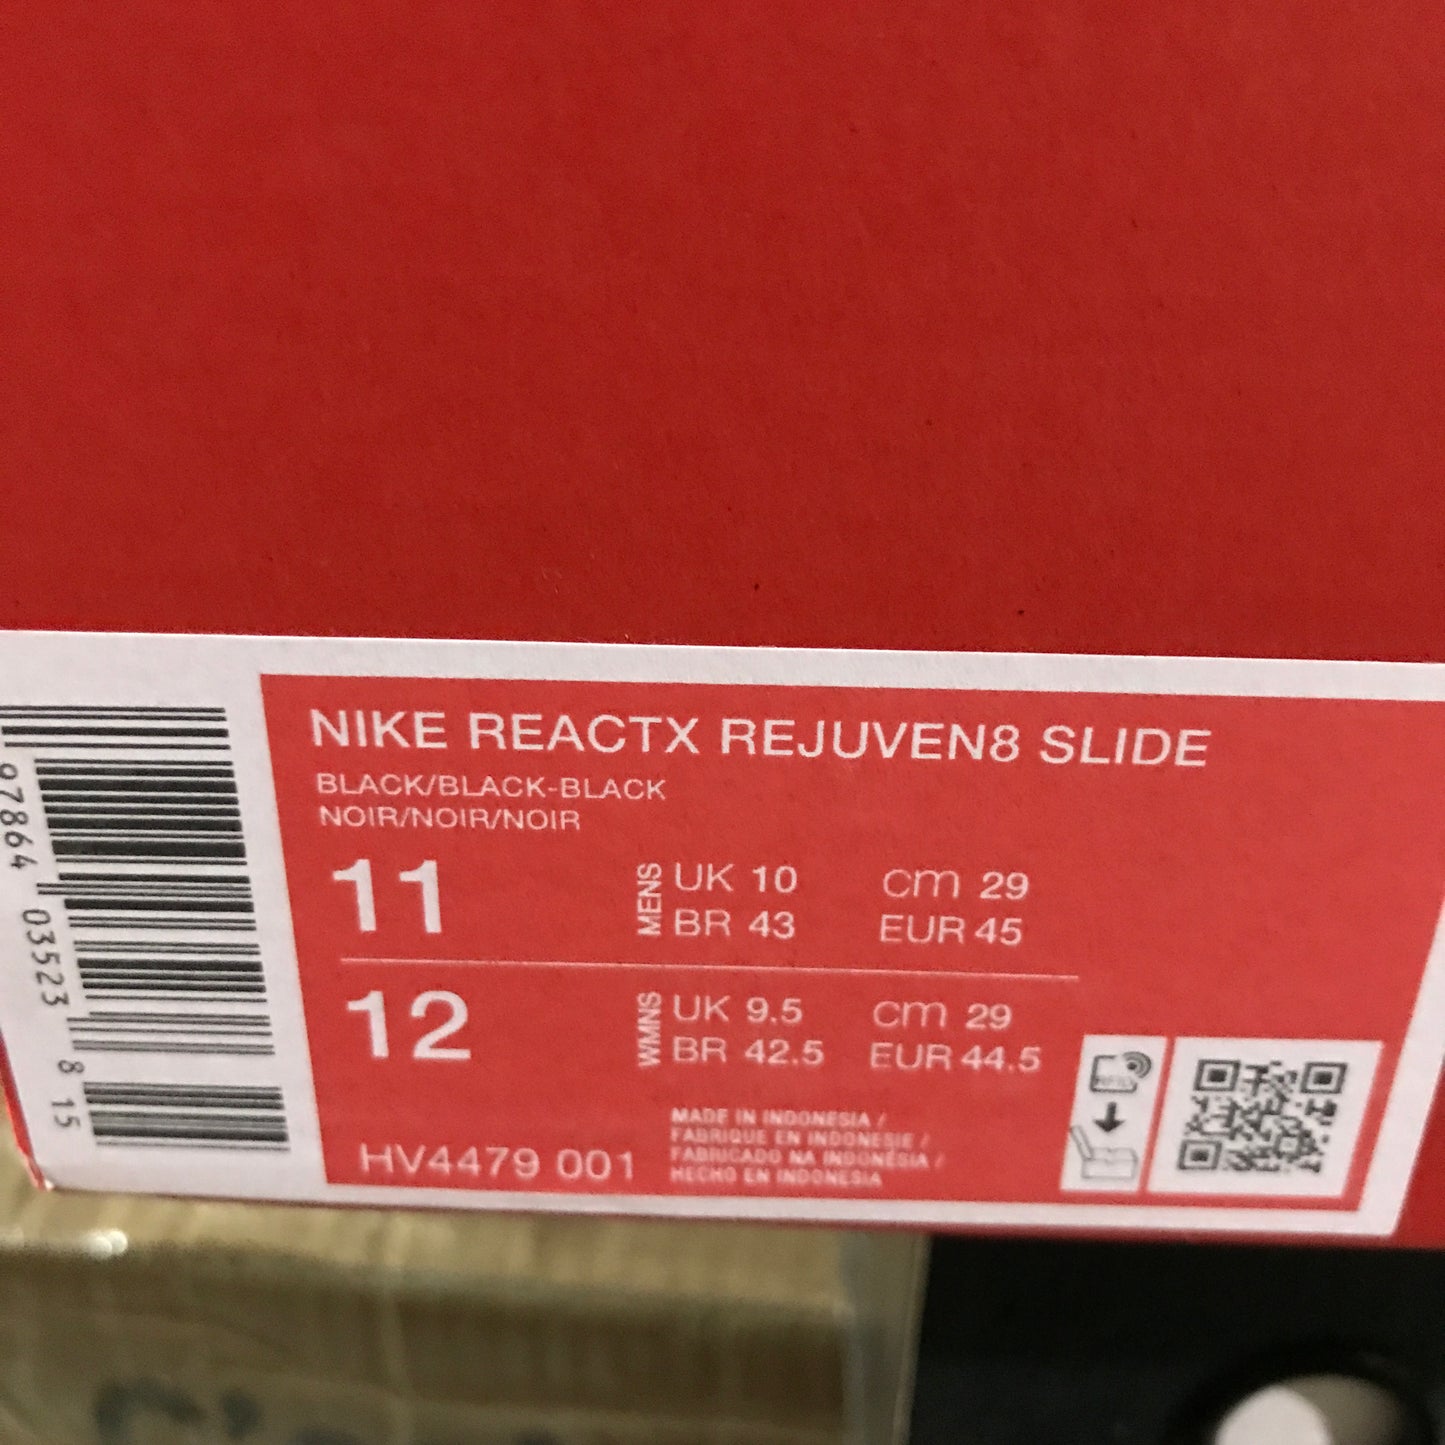 NIKE REACTX REJUVEN8 SLIDE
BLACK/BLACK-BLACK
NOIR/NOIR/NOIR
11
MENS
UK 10 cm 29
BR 43 EUR 45
12
WMNS
UK 9.5 cm 29
BR 42.5 EUR 44.5
HV4479 001
MADE IN INDONESIA /
FABRIQUE EN INDONESIE /
FABRICADO NA INDONÉSIA /
HECHO EN INDONESIA
97864 03523 8 15